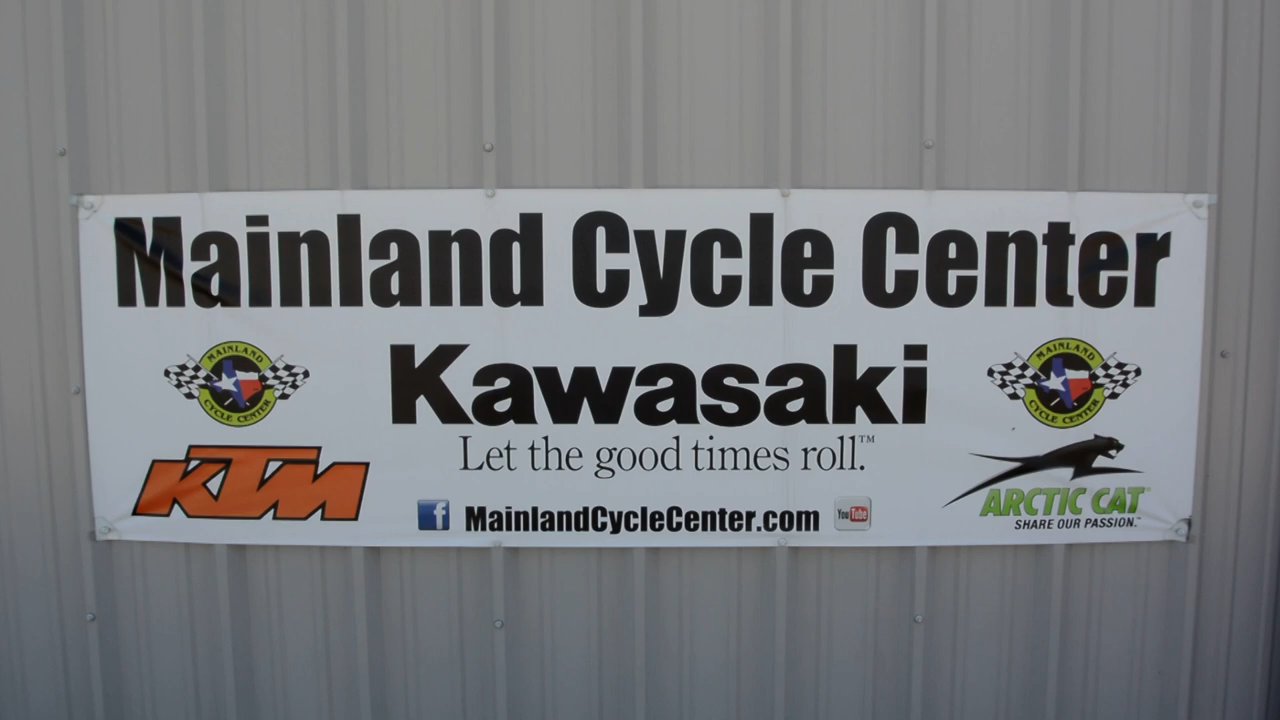 Mainland Cycle Center
MAINLAND
CYCLE CENTER
Kawasaki
Let the good times roll.™
MAINLAND
CYCLE CENTER
KTM
MainlandCycleCenter.com
f
You Tube
ARCTIC CAT™
SHARE OUR PASSION.™